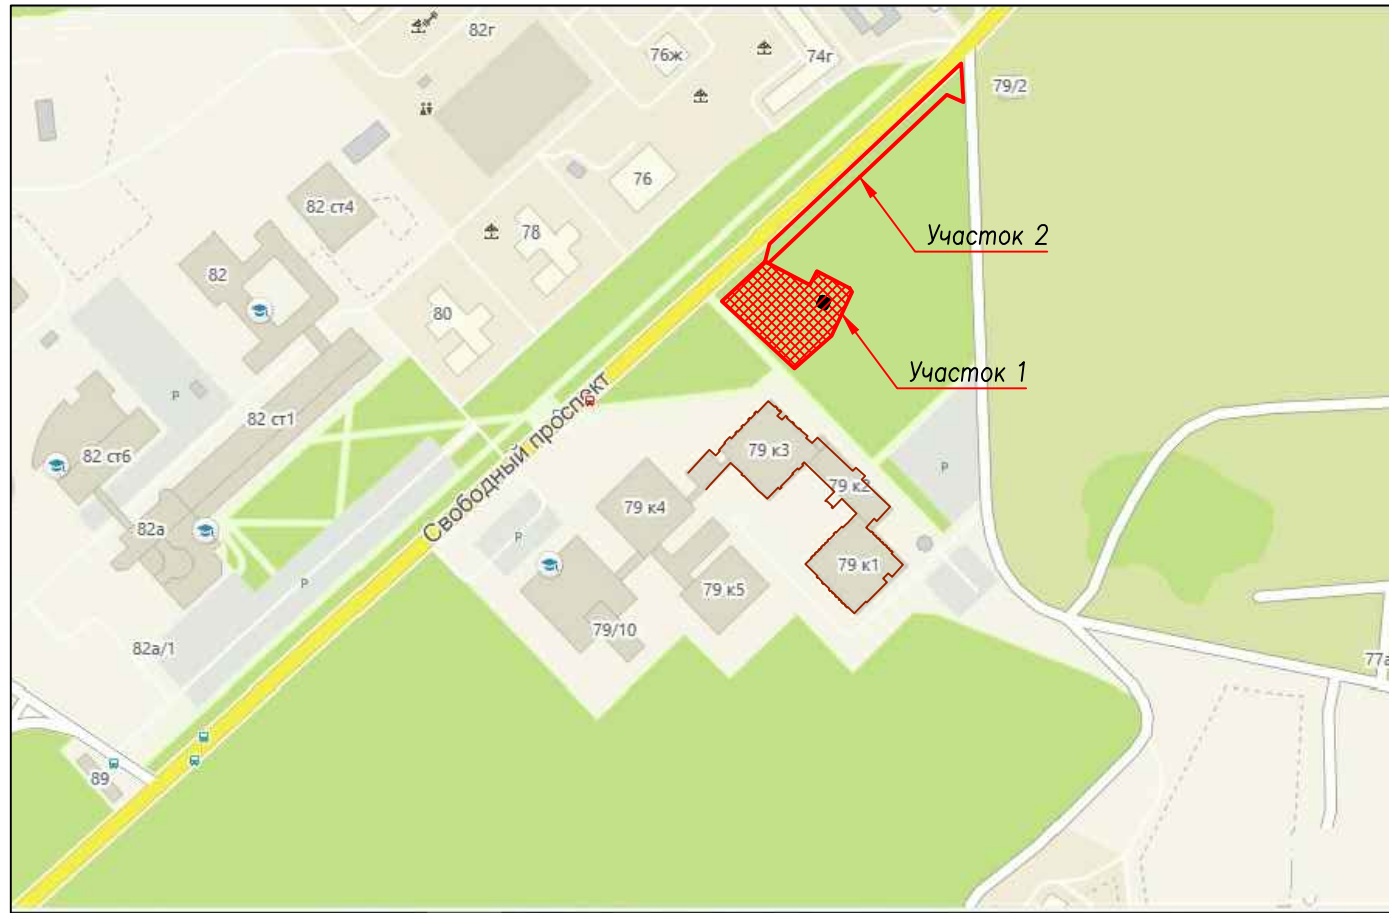 82г
76ж
74г
79/2
76
82 ст4
78
Участок 2
82
80
Участок 1
P
82 ст1
Свободный проспект
82 ст6
79 к3
P
79 к2
79 к4
82а
P
79 к1
P
79 к5
79/10
82а/1
77а
89